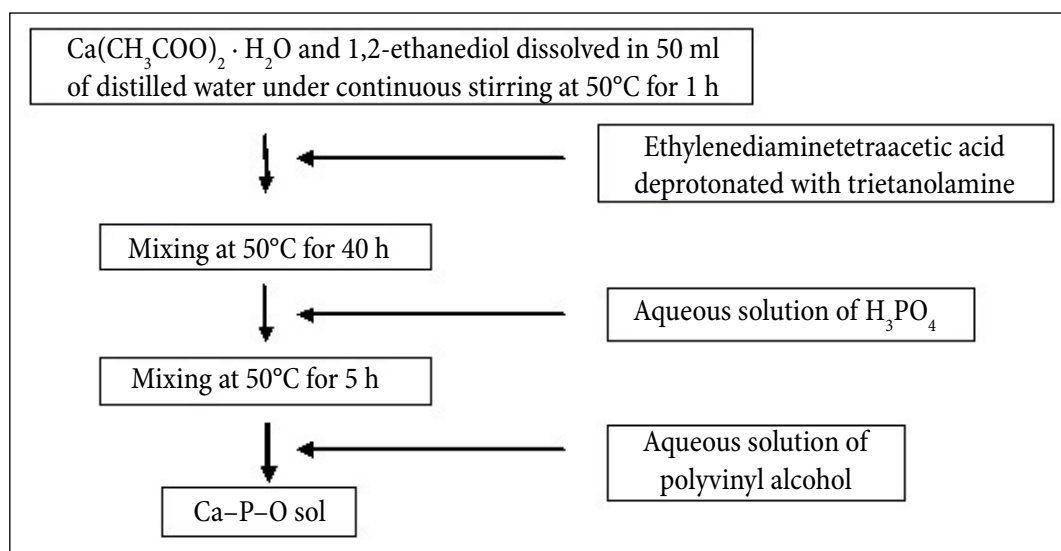 Ca(CH₃COO)₂ · H₂O and 1,2-ethanediol dissolved in 50 ml
of distilled water under continuous stirring at 50°C for 1 h
Ethylenediaminetetraacetic acid
deprotonated with trietanolamine
Mixing at 50°C for 40 h
Aqueous solution of H₃PO₄
Mixing at 50°C for 5 h
Aqueous solution of
polyvinyl alcohol
Ca–P–O sol